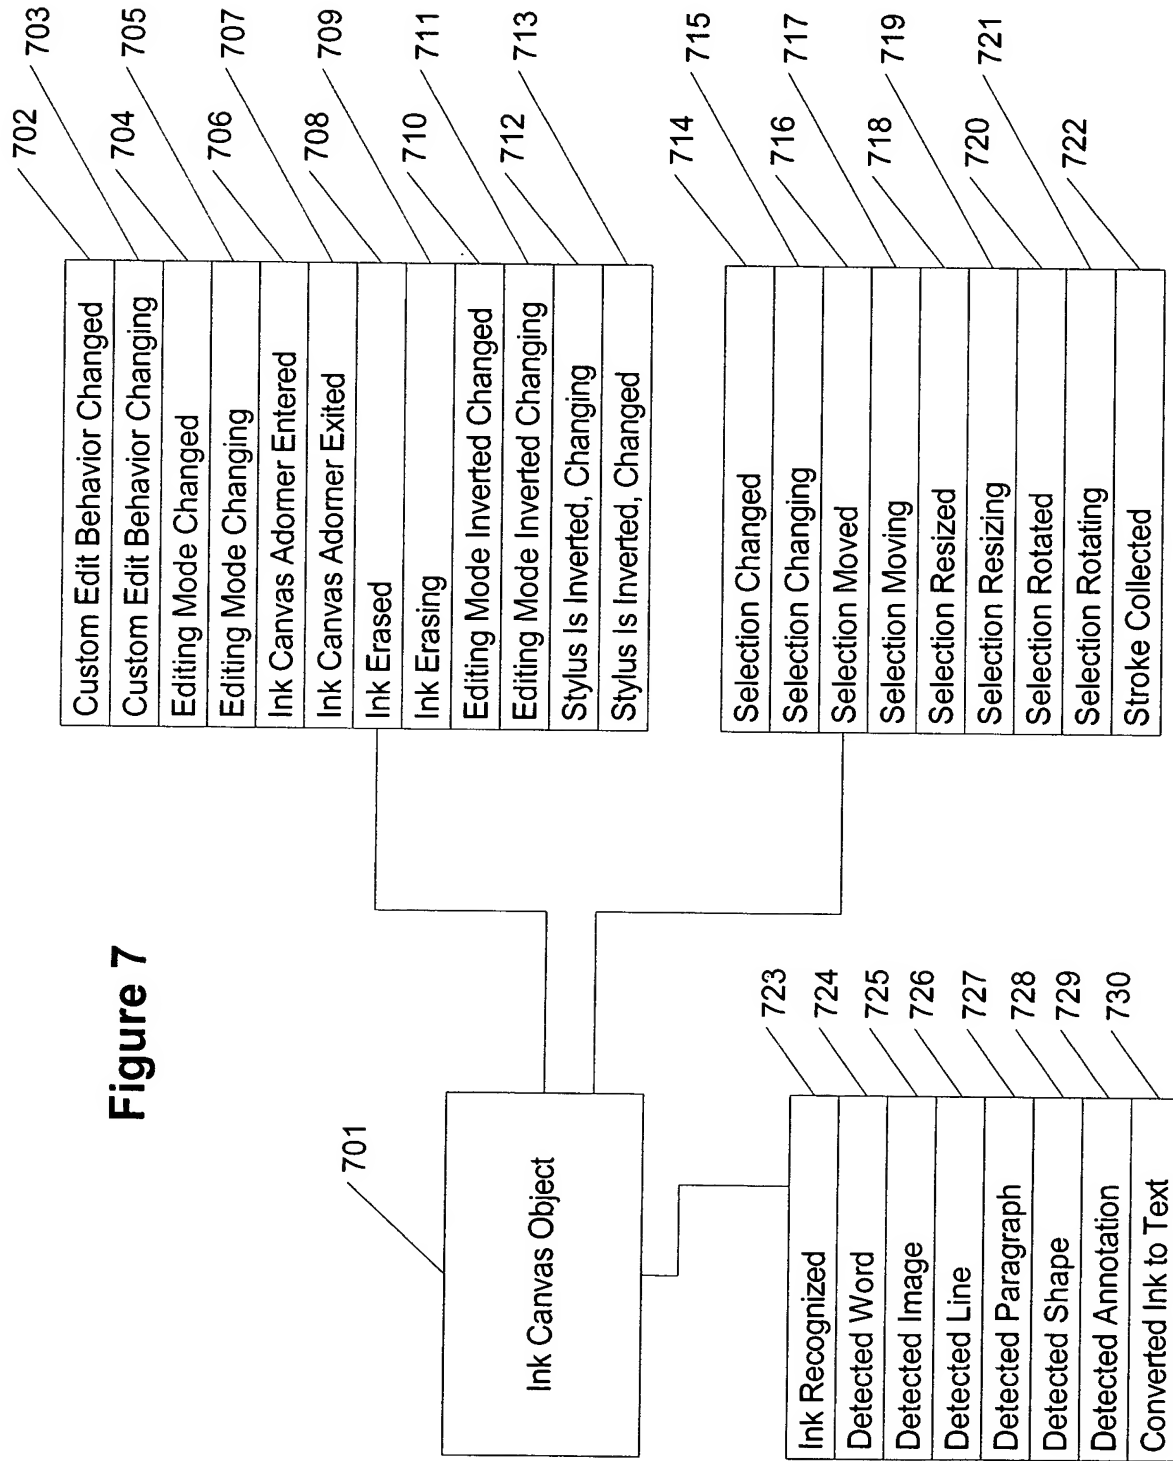 Figure 7
701
Ink Canvas Object
Custom Edit Behavior Changed
Custom Edit Behavior Changing
Editing Mode Changed
Editing Mode Changing
Ink Canvas Adorner Entered
Ink Canvas Adorner Exited
Ink Erased
Ink Erasing
Editing Mode Inverted Changed
Editing Mode Inverted Changing
Stylus Is Inverted, Changing
Stylus Is Inverted, Changed
702
703
704
705
706
707
708
709
710
711
712
713
Selection Changed
Selection Changing
Selection Moved
Selection Moving
Selection Resized
Selection Resizing
Selection Rotated
Selection Rotating
Stroke Collected
714
715
716
717
718
719
720
721
722
Ink Recognized
Detected Word
Detected Image
Detected Line
Detected Paragraph
Detected Shape
Detected Annotation
Converted Ink to Text
723
724
725
726
727
728
729
730